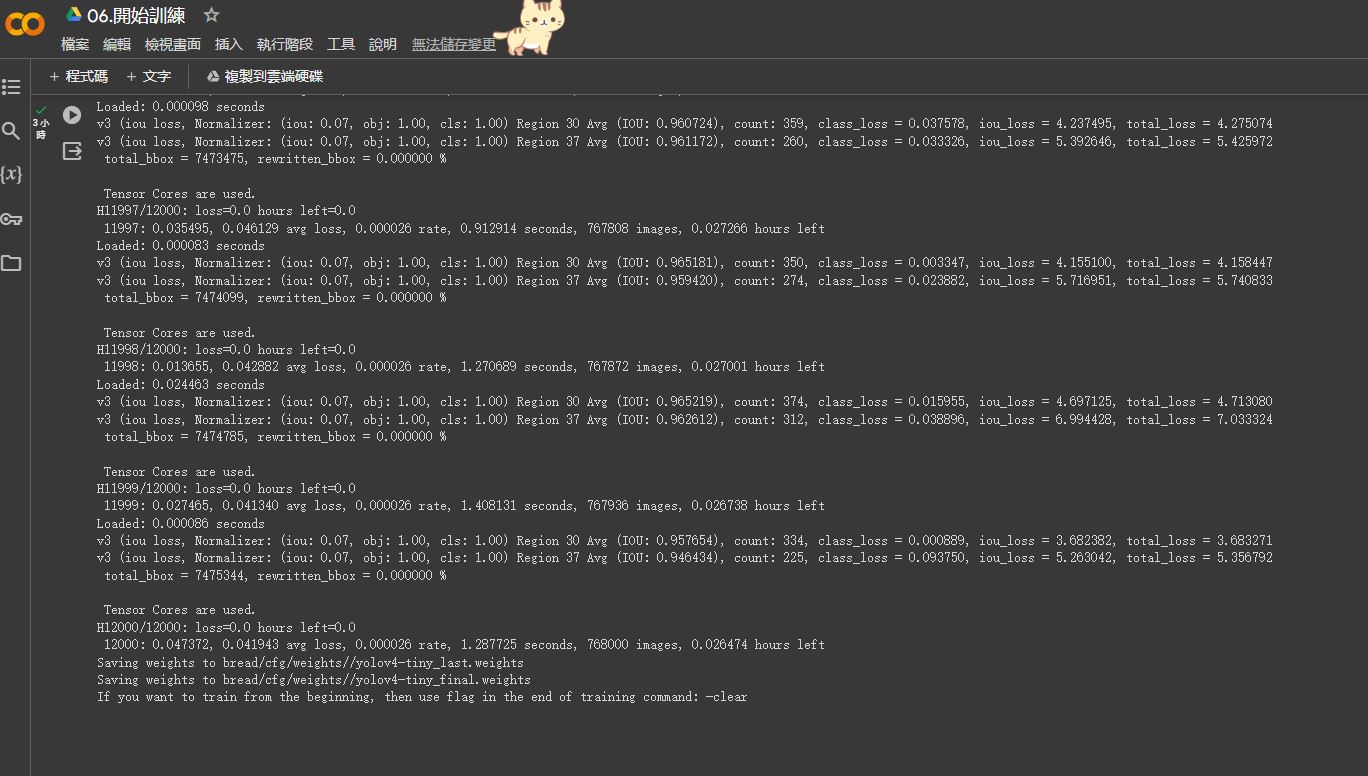 06.開始訓練
檔案 編輯 檢視畫面 插入 執行階段 工具 說明 無法儲存變更
+ 程式碼 + 文字 複製到雲端硬碟
3 小時
Loaded: 0.000098 seconds
v3 (iou loss, Normalizer: (iou: 0.07, obj: 1.00, cls: 1.00) Region 30 Avg (IOU: 0.960724), count: 359, class_loss = 0.037578, iou_loss = 4.237495, total_loss = 4.275074
v3 (iou loss, Normalizer: (iou: 0.07, obj: 1.00, cls: 1.00) Region 37 Avg (IOU: 0.961172), count: 260, class_loss = 0.033326, iou_loss = 5.392646, total_loss = 5.425972
total_bbox = 7473475, rewritten_bbox = 0.000000 %
Tensor Cores are used.
H11997/12000: loss=0.0 hours left=0.0
11997: 0.035495, 0.046129 avg loss, 0.000026 rate, 0.912914 seconds, 767808 images, 0.027266 hours left
Loaded: 0.000083 seconds
v3 (iou loss, Normalizer: (iou: 0.07, obj: 1.00, cls: 1.00) Region 30 Avg (IOU: 0.965181), count: 350, class_loss = 0.003347, iou_loss = 4.155100, total_loss = 4.158447
v3 (iou loss, Normalizer: (iou: 0.07, obj: 1.00, cls: 1.00) Region 37 Avg (IOU: 0.959420), count: 274, class_loss = 0.023882, iou_loss = 5.716951, total_loss = 5.740833
total_bbox = 7474099, rewritten_bbox = 0.000000 %
Tensor Cores are used.
H11998/12000: loss=0.0 hours left=0.0
11998: 0.013655, 0.042882 avg loss, 0.000026 rate, 1.270689 seconds, 767872 images, 0.027001 hours left
Loaded: 0.024463 seconds
v3 (iou loss, Normalizer: (iou: 0.07, obj: 1.00, cls: 1.00) Region 30 Avg (IOU: 0.965219), count: 374, class_loss = 0.015955, iou_loss = 4.697125, total_loss = 4.713080
v3 (iou loss, Normalizer: (iou: 0.07, obj: 1.00, cls: 1.00) Region 37 Avg (IOU: 0.962612), count: 312, class_loss = 0.038896, iou_loss = 6.994428, total_loss = 7.033324
total_bbox = 7474785, rewritten_bbox = 0.000000 %
Tensor Cores are used.
H11999/12000: loss=0.0 hours left=0.0
11999: 0.027465, 0.041340 avg loss, 0.000026 rate, 1.408131 seconds, 767936 images, 0.026738 hours left
Loaded: 0.000086 seconds
v3 (iou loss, Normalizer: (iou: 0.07, obj: 1.00, cls: 1.00) Region 30 Avg (IOU: 0.957654), count: 334, class_loss = 0.000889, iou_loss = 3.682382, total_loss = 3.683271
v3 (iou loss, Normalizer: (iou: 0.07, obj: 1.00, cls: 1.00) Region 37 Avg (IOU: 0.946434), count: 225, class_loss = 0.093750, iou_loss = 5.263042, total_loss = 5.356792
total_bbox = 7475344, rewritten_bbox = 0.000000 %
Tensor Cores are used.
H12000/12000: loss=0.0 hours left=0.0
12000: 0.047372, 0.041943 avg loss, 0.000026 rate, 1.287725 seconds, 768000 images, 0.026474 hours left
Saving weights to bread/cfg/weights//yolov4-tiny_last.weights
Saving weights to bread/cfg/weights//yolov4-tiny_final.weights
If you want to train from the beginning, then use flag in the end of training command: -clear